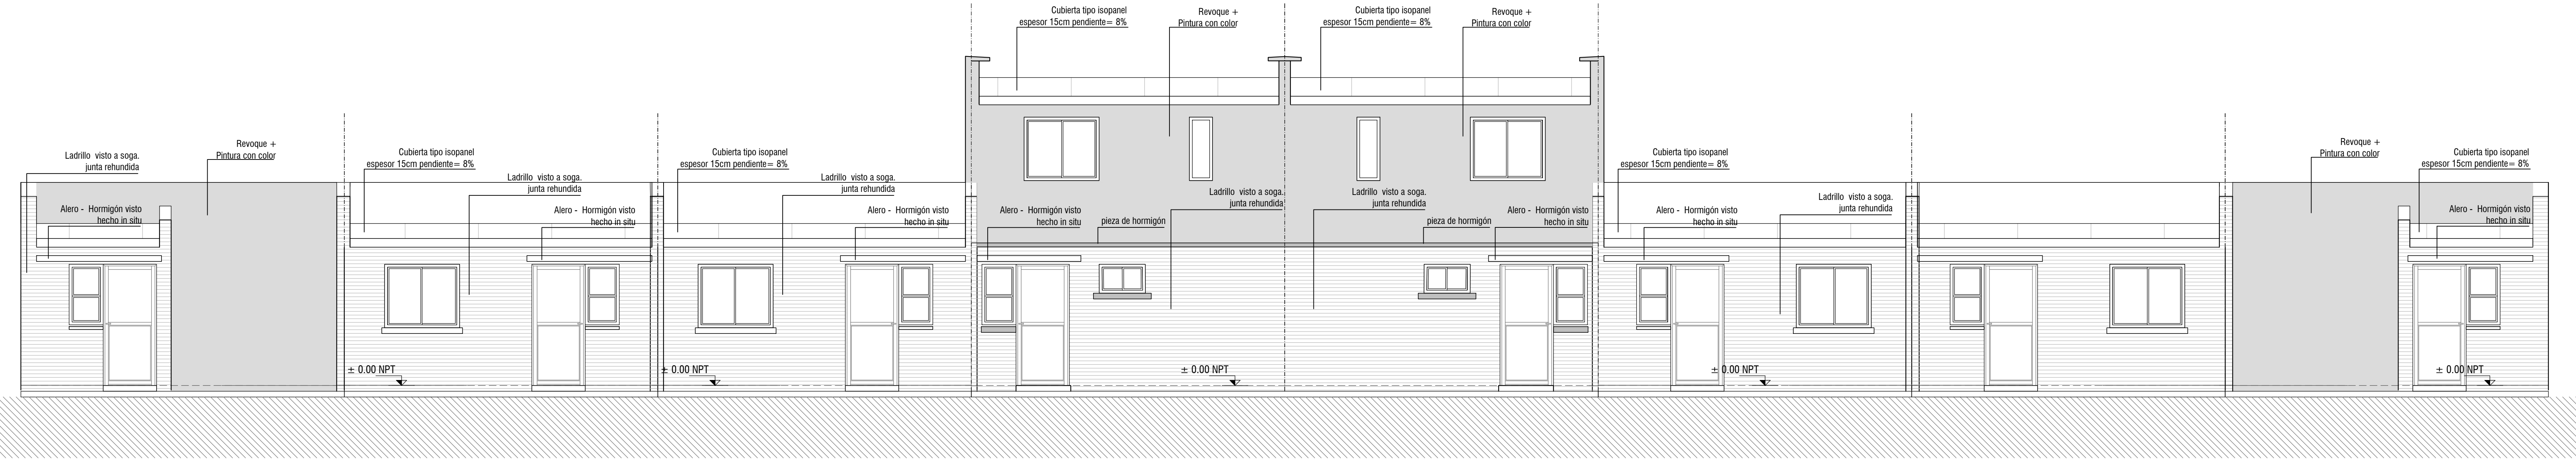 Cubierta tipo isopanel
espesor 15cm pendiente= 8%
Revoque +
Pintura con color
Cubierta tipo isopanel
espesor 15cm pendiente= 8%
Revoque +
Pintura con color
Ladrillo visto a soga.
junta rehundida
Revoque +
Pintura con color
Cubierta tipo isopanel
espesor 15cm pendiente= 8%
Cubierta tipo isopanel
espesor 15cm pendiente= 8%
Cubierta tipo isopanel
espesor 15cm pendiente= 8%
Revoque +
Pintura con color
Cubierta tipo isopanel
espesor 15cm pendiente= 8%
Ladrillo visto a soga.
junta rehundida
Ladrillo visto a soga.
junta rehundida
Ladrillo visto a soga.
junta rehundida
Ladrillo visto a soga.
junta rehundida
Ladrillo visto a soga.
junta rehundida
Alero - Hormigón visto
hecho in situ
Alero - Hormigón visto
hecho in situ
Alero - Hormigón visto
hecho in situ
Alero - Hormigón visto
hecho in situ
pieza de hormigón
pieza de hormigón
Alero - Hormigón visto
hecho in situ
Alero - Hormigón visto
hecho in situ
Alero - Hormigón visto
hecho in situ
± 0.00 NPT
± 0.00 NPT
± 0.00 NPT
± 0.00 NPT
± 0.00 NPT